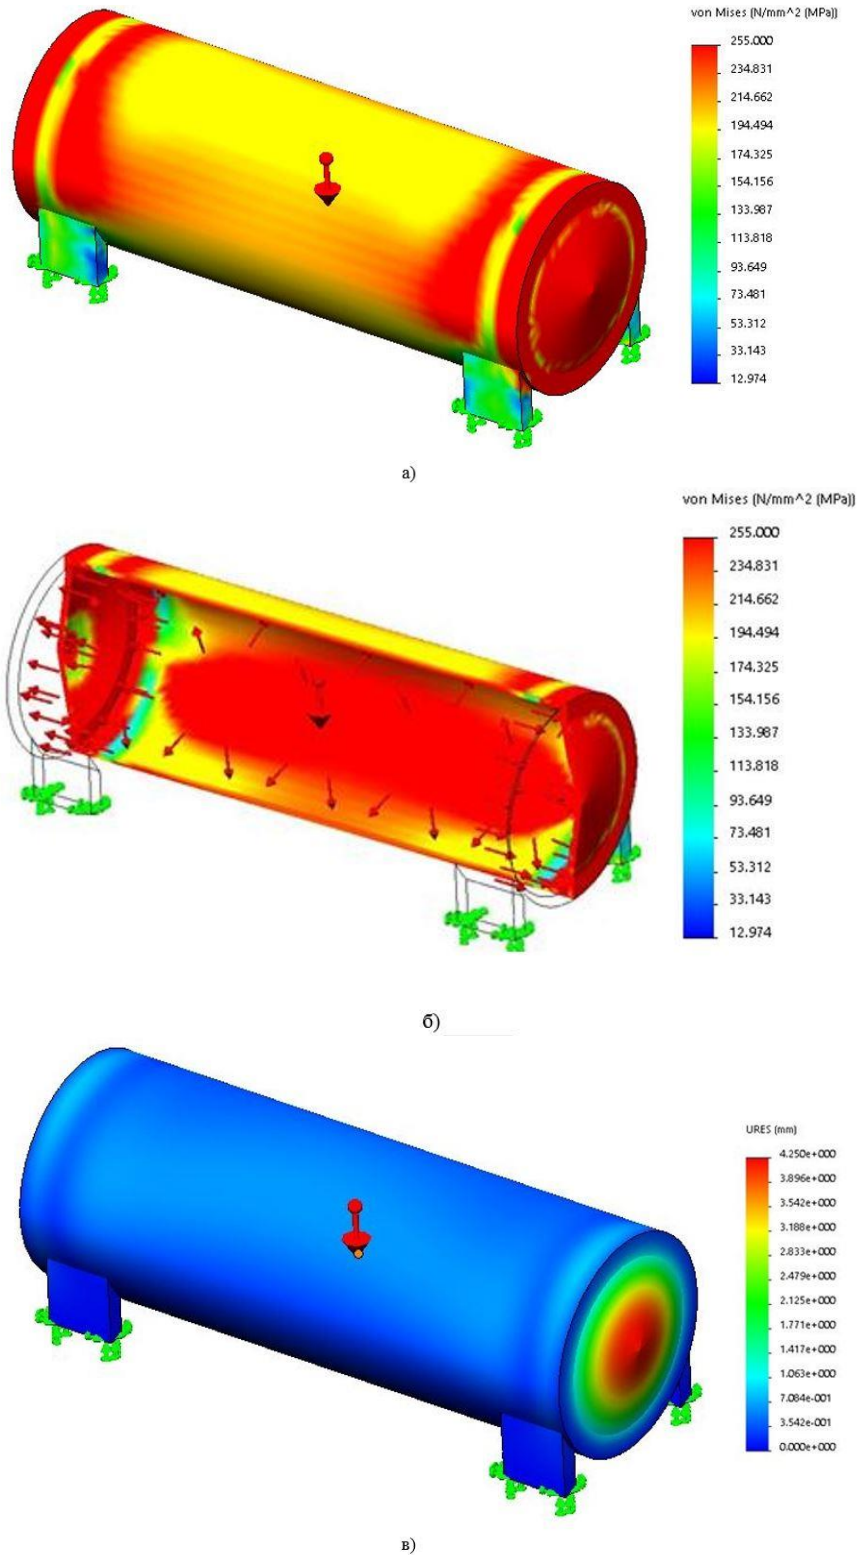 von Mises (N/mm^2 (MPa))
255.000
234.831
214.662
194.494
174.325
154.156
133.987
113.818
93.649
73.481
53.312
33.143
12.974
а)
von Mises (N/mm^2 (MPa))
255.000
234.831
214.662
194.494
174.325
154.156
133.987
113.818
93.649
73.481
53.312
33.143
12.974
б)
URES (mm)
4.250e+000
3.896e+000
3.542e+000
3.188e+000
2.833e+000
2.479e+000
2.125e+000
1.771e+000
1.417e+000
1.063e+000
7.084e-001
3.542e-001
0.000e+000
в)